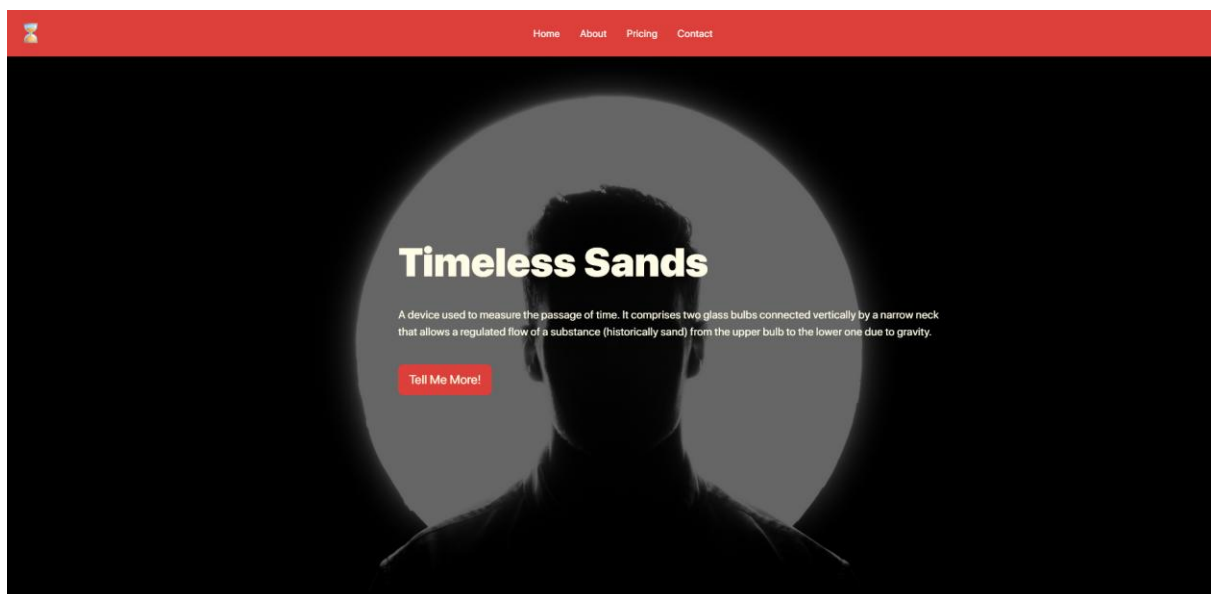 Home About Pricing Contact
Timeless Sands
A device used to measure the passage of time. It comprises two glass bulbs connected vertically by a narrow neck
that allows a regulated flow of a substance (historically sand) from the upper bulb to the lower one due to gravity.
Tell Me More!